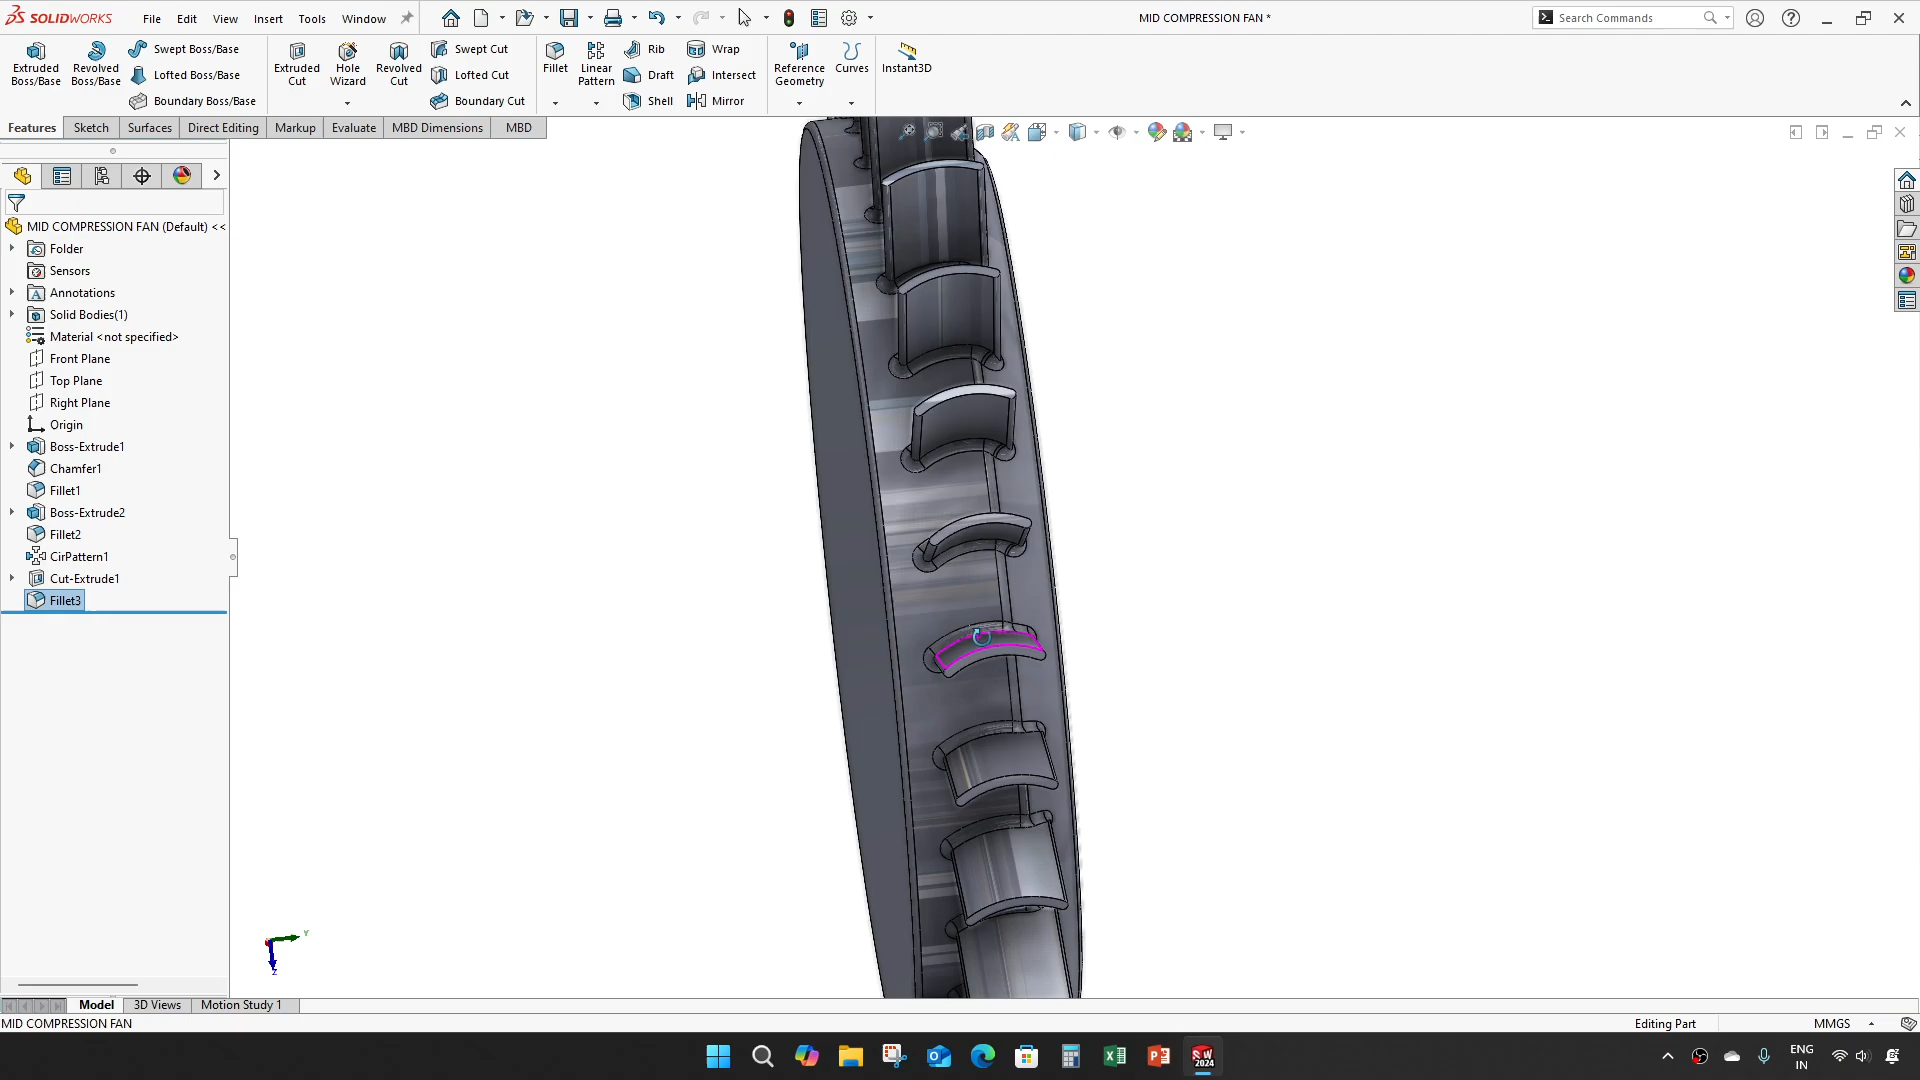 SOLIDWORKS
File
Edit
View
Insert
Tools
Window
MID COMPRESSION FAN *
Search Commands
Extruded
Boss/Base
Revolved
Boss/Base
Swept Boss/Base
Lofted Boss/Base
Boundary Boss/Base
Extruded
Cut
Hole
Wizard
Revolved
Cut
Swept Cut
Lofted Cut
Boundary Cut
Fillet
Linear
Pattern
Rib
Draft
Shell
Wrap
Intersect
Mirror
Reference
Geometry
Curves
Instant3D
Features
Sketch
Surfaces
Direct Editing
Markup
Evaluate
MBD Dimensions
MBD
MID COMPRESSION FAN (Default) <<
Folder
Sensors
Annotations
Solid Bodies(1)
Material <not specified>
Front Plane
Top Plane
Right Plane
Origin
Boss-Extrude1
Chamfer1
Fillet1
Boss-Extrude2
Fillet2
CirPattern1
Cut-Extrude1
Fillet3
Y
Z
Model
3D Views
Motion Study 1
MID COMPRESSION FAN
Editing Part
MMGS
SW
2024
ENG
IN